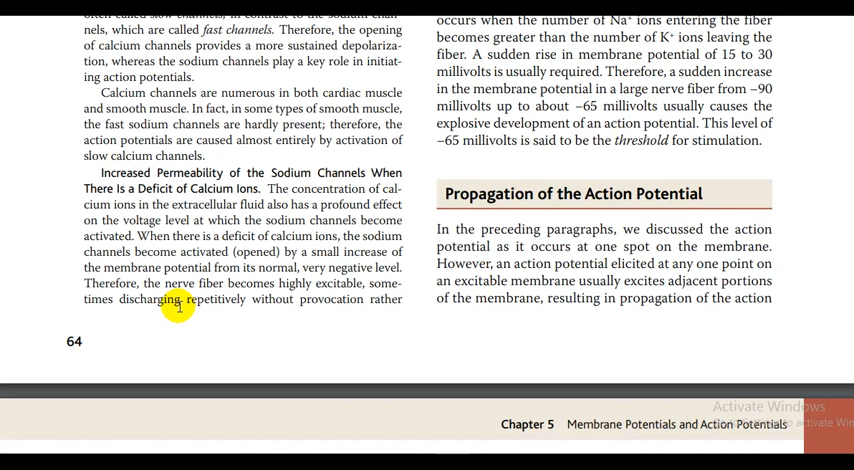 often called slow channels, in contrast to the sodium chan-
nels, which are called fast channels. Therefore, the opening
of calcium channels provides a more sustained depolariza-
tion, whereas the sodium channels play a key role in initiat-
ing action potentials.
Calcium channels are numerous in both cardiac muscle
and smooth muscle. In fact, in some types of smooth muscle,
the fast sodium channels are hardly present; therefore, the
action potentials are caused almost entirely by activation of
slow calcium channels.
Increased Permeability of the Sodium Channels When
There Is a Deficit of Calcium Ions. The concentration of cal-
cium ions in the extracellular fluid also has a profound effect
on the voltage level at which the sodium channels become
activated. When there is a deficit of calcium ions, the sodium
channels become activated (opened) by a small increase of
the membrane potential from its normal, very negative level.
Therefore, the nerve fiber becomes highly excitable, some-
times discharging repetitively without provocation rather
64
occurs when the number of Na⁺ ions entering the fiber
becomes greater than the number of K⁺ ions leaving the
fiber. A sudden rise in membrane potential of 15 to 30
millivolts is usually required. Therefore, a sudden increase
in the membrane potential in a large nerve fiber from −90
millivolts up to about −65 millivolts usually causes the
explosive development of an action potential. This level of
−65 millivolts is said to be the threshold for stimulation.
Propagation of the Action Potential
In the preceding paragraphs, we discussed the action
potential as it occurs at one spot on the membrane.
However, an action potential elicited at any one point on
an excitable membrane usually excites adjacent portions
of the membrane, resulting in propagation of the action
Activate Windows
to activate Win
Chapter 5 Membrane Potentials and Action Potentials